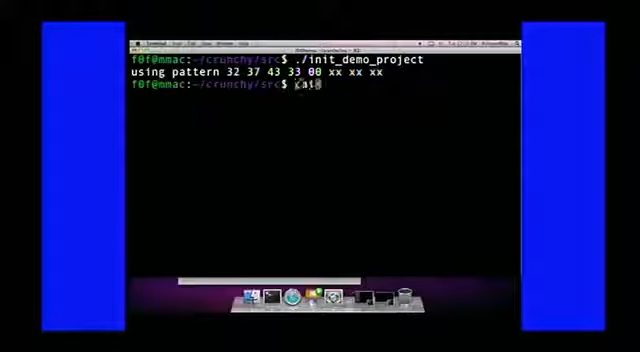 f0f@mmac:~/crunchy/src$ ./init_demo_project
using pattern 32 37 43 33 00 xx xx xx
f0f@mmac:~/crunchy/src$